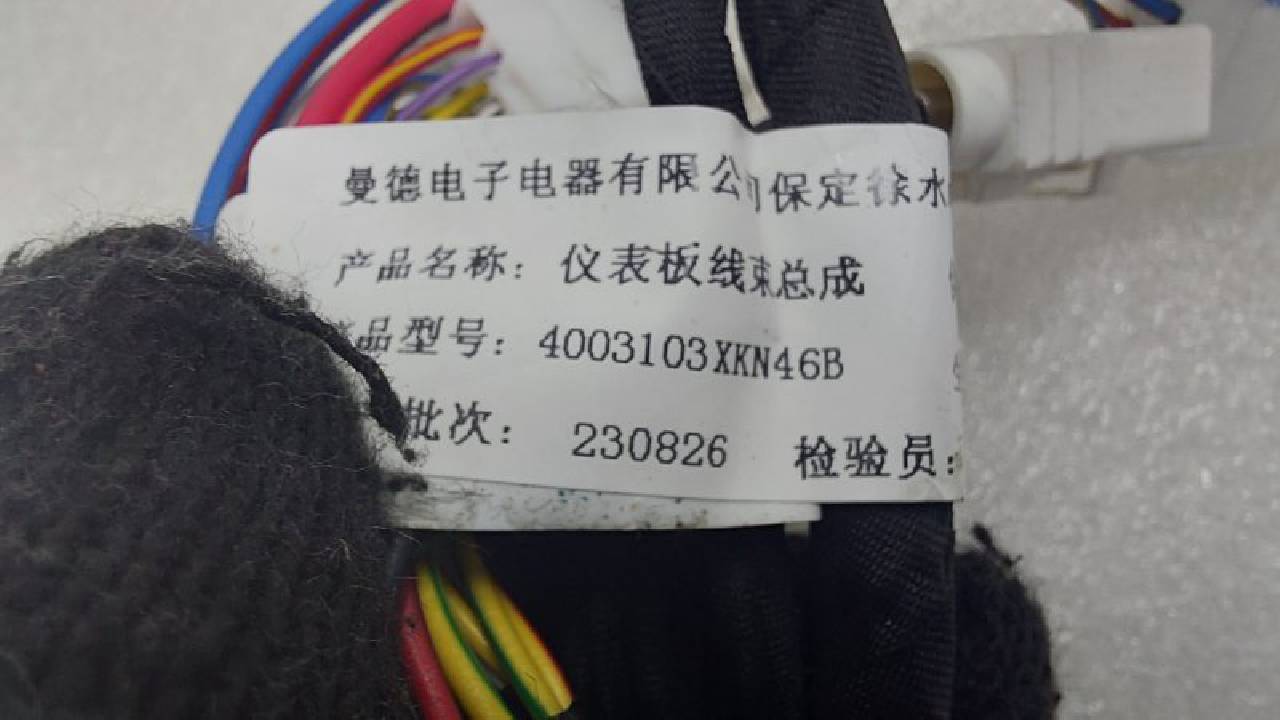 曼德电子电器有限公司保定徐水
产品名称：仪表板线束总成
产品型号：4003103XKN46B
批次：230826 检验员：